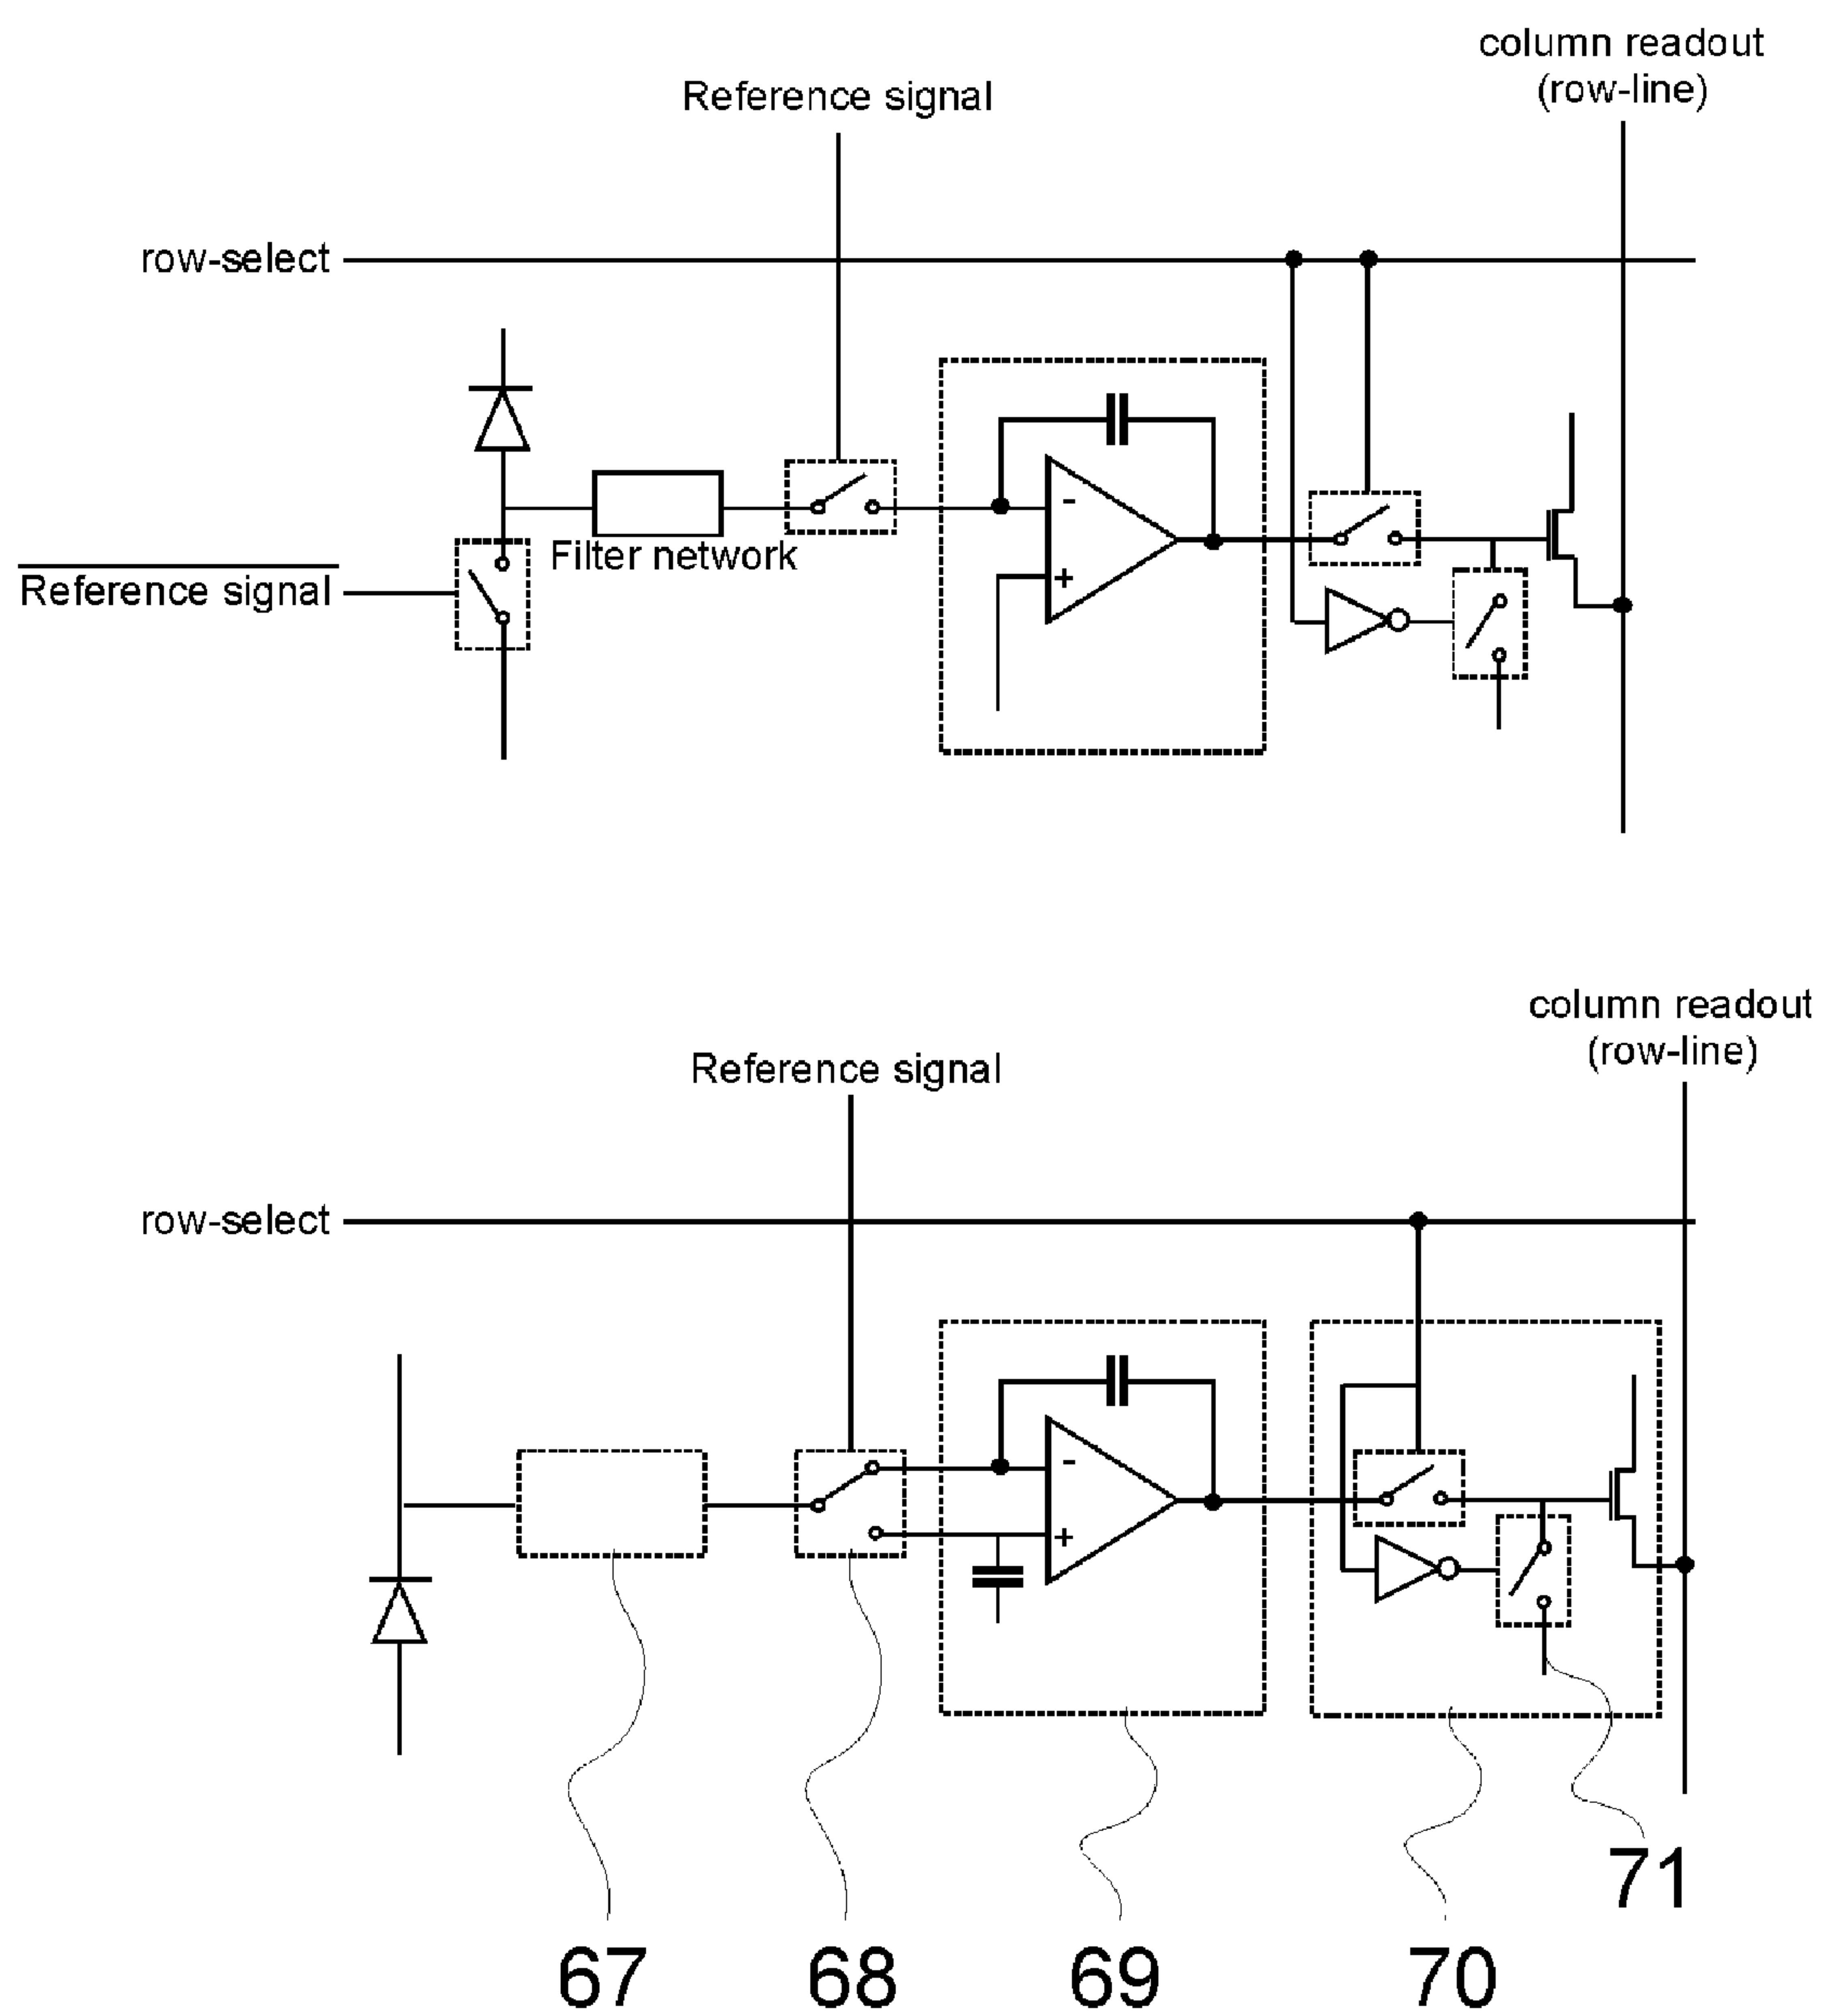 column readout
(row-line)
Reference signal
row-select
-
Filter network
Reference signal
+
column readout
(row-line)
Reference signal
row-select
-
+
71
67 68 69 70